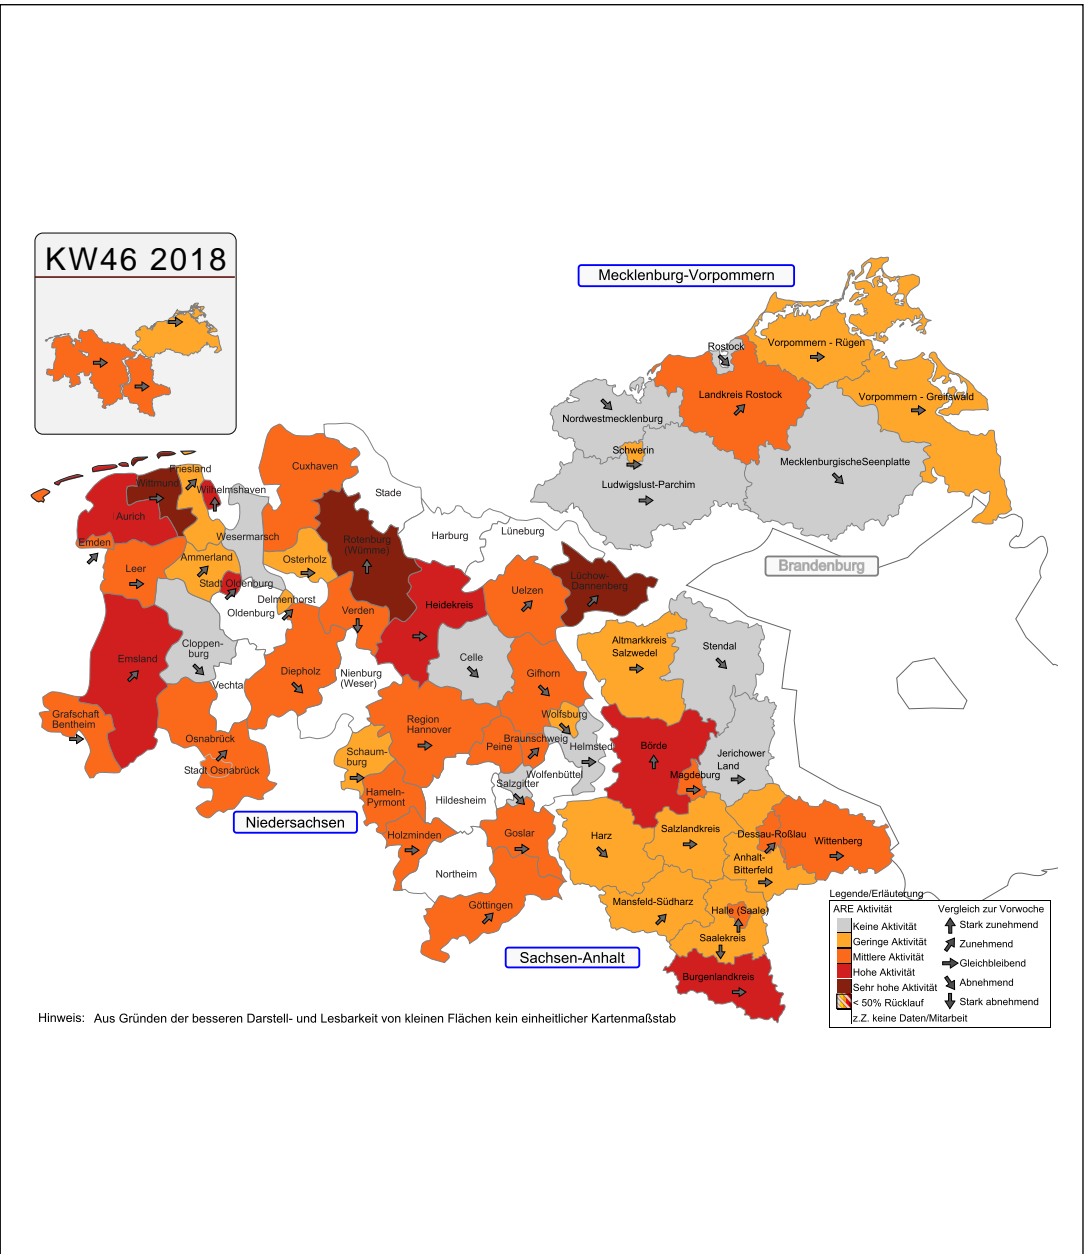 KW46 2018
Mecklenburg-Vorpommern
Rostock
Vorpommern - Rügen
Landkreis Rostock
Vorpommern - Greifswald
Nordwestmecklenburg
Schwerin
MecklenburgischeSeenplatte
Ludwigslust-Parchim
Brandenburg
Friesland
Cuxhaven
Wittmund
Wilhelmshaven
Stade
Aurich
Wesermarsch
Harburg
Lüneburg
Emden
Rotenburg
(Wümme)
Ammerland
Osterholz
Leer
Stadt Oldenburg
Lüchow-
Dannenberg
Delmenhorst
Uelzen
Oldenburg
Verden
Heidekreis
Cloppen-
burg
Altmarkkreis
Salzwedel
Stendal
Emsland
Celle
Diepholz
Nienburg
(Weser)
Gifhorn
Vechta
Grafschaft
Bentheim
Region
Hannover
Wolfsburg
Osnabrück
Braunschweig
Peine
Helmsted
Börde
Schaum-
burg
Jerichower
Land
Stadt Osnabrück
Wolfenbüttel
Magdeburg
Salzgitter
Hameln-
Pyrmont
Hildesheim
Niedersachsen
Holzminden
Goslar
Harz
Salzlandkreis
Dessau-Roßlau
Wittenberg
Anhalt-
Bitterfeld
Northeim
Göttingen
Mansfeld-Südharz
Halle (Saale)
Saalekreis
Sachsen-Anhalt
Burgenlandkreis
Legende/Erläuterung
ARE Aktivität
Vergleich zur Vorwoche
Keine Aktivität
Stark zunehmend
Geringe Aktivität
Zunehmend
Mittlere Aktivität
Gleichbleibend
Hohe Aktivität
Abnehmend
Sehr hohe Aktivität
Stark abnehmend
< 50% Rücklauf
z.Z. keine Daten/Mitarbeit
Hinweis: Aus Gründen der besseren Darstell- und Lesbarkeit von kleinen Flächen kein einheitlicher Kartenmaßstab